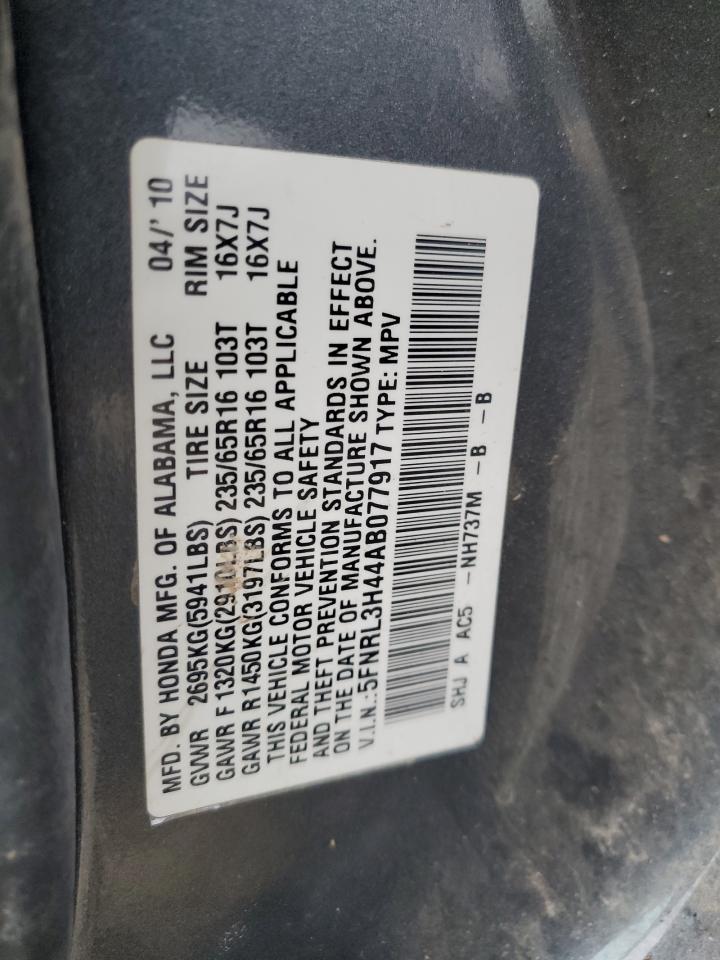 MFD. BY HONDA MFG. OF ALABAMA, LLC 04/' 10
GVWR 2695KG(5941LBS) TIRE SIZE RIM SIZE
GAWR F 1320KG(2910LBS) 235/65R16 103T 16X7J
GAWR R1450KG(3197LBS) 235/65R16 103T 16X7J
THIS VEHICLE CONFORMS TO ALL APPLICABLE
FEDERAL MOTOR VEHICLE SAFETY
AND THEFT PREVENTION STANDARDS IN EFFECT
ON THE DATE OF MANUFACTURE SHOWN ABOVE.
V.I.N.:5FNRL3H44AB077917 TYPE: MPV
SHJ A AC5 -NH737M -B -B